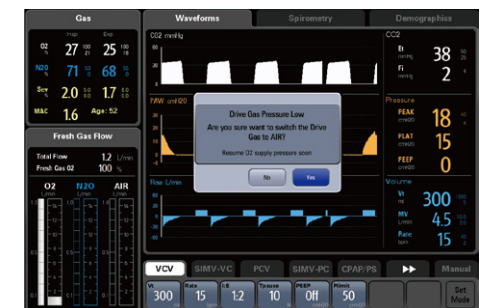 Gas
Waveforms
Spirometry
Demographics
Insp
Exp
O2 % 27 25
N2O % 71 68
Sev % 2.0 1.7
MAC 1.6 Age: 52
Fresh Gas Flow
Total Flow 1.2 L/min
Fresh Gas O2 100 %
O2 N2O AIR
L/min L/min L/min
CO2 mmHg
PAW cmH2O
Drive Gas Pressure Low
Are you sure want to switch the Drive
Gas to AIR?
Resume O2 supply pressure soon
No
Yes
Flow L/min
Et 38
Fi 2
Pressure
PEAK 18
PLAT 15
PEEP 0
Volume
Vt 300
MV 4.5
Rate 15
VCV
SIMV-VC
PCV
SIMV-PC
CPAP/PS
Manual
Vt 300
Rate 15
I:E 1:2
10
PEEP Off
Plimit 50
Set
Mode